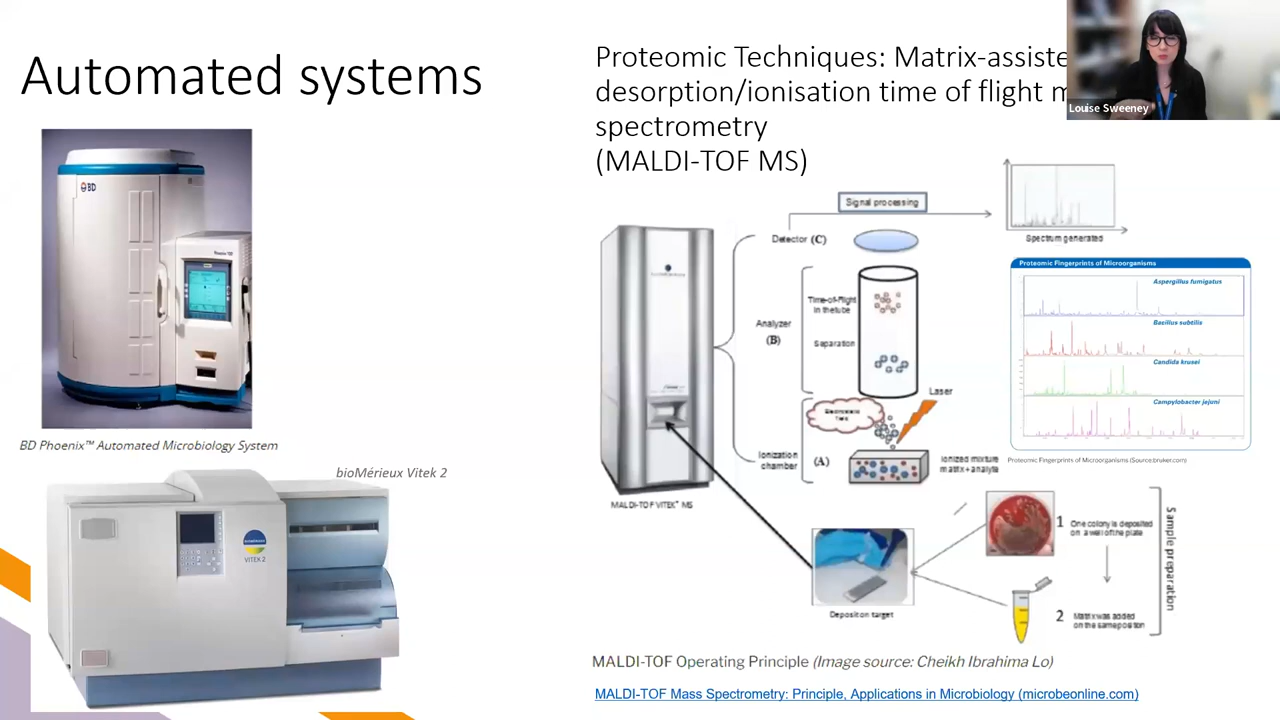 Automated systems
BD
BD Phoenix™ Automated Microbiology System
bioMérieux Vitek 2
VITEK 2
Proteomic Techniques: Matrix-assiste
desorption/ionisation time of flight m
spectrometry
(MALDI-TOF MS)
Louise Sweeney
Signal processing
Detector (C)
Spectrum generated
Time-of-Flight
in the tube
Analyzer
(B)
Separation
Laser
Ionization
chamber
(A)
Ionized mixture
matrix + analyte
MALDI-TOF VITEK® MS
Proteomic Fingerprints of Microorganisms
Aspergillus fumigatus
Bacillus subtilis
Candida krusei
Campylobacter jejuni
Proteomic Fingerprints of Microorganisms (Source:bruker.com)
1 One colony is deposited
on a well of the plate
2 Matrix was added
on the same position
Sample preparation
Deposition target
MALDI-TOF Operating Principle (Image source: Cheikh Ibrahima Lo)
MALDI-TOF Mass Spectrometry: Principle, Applications in Microbiology (microbeonline.com)